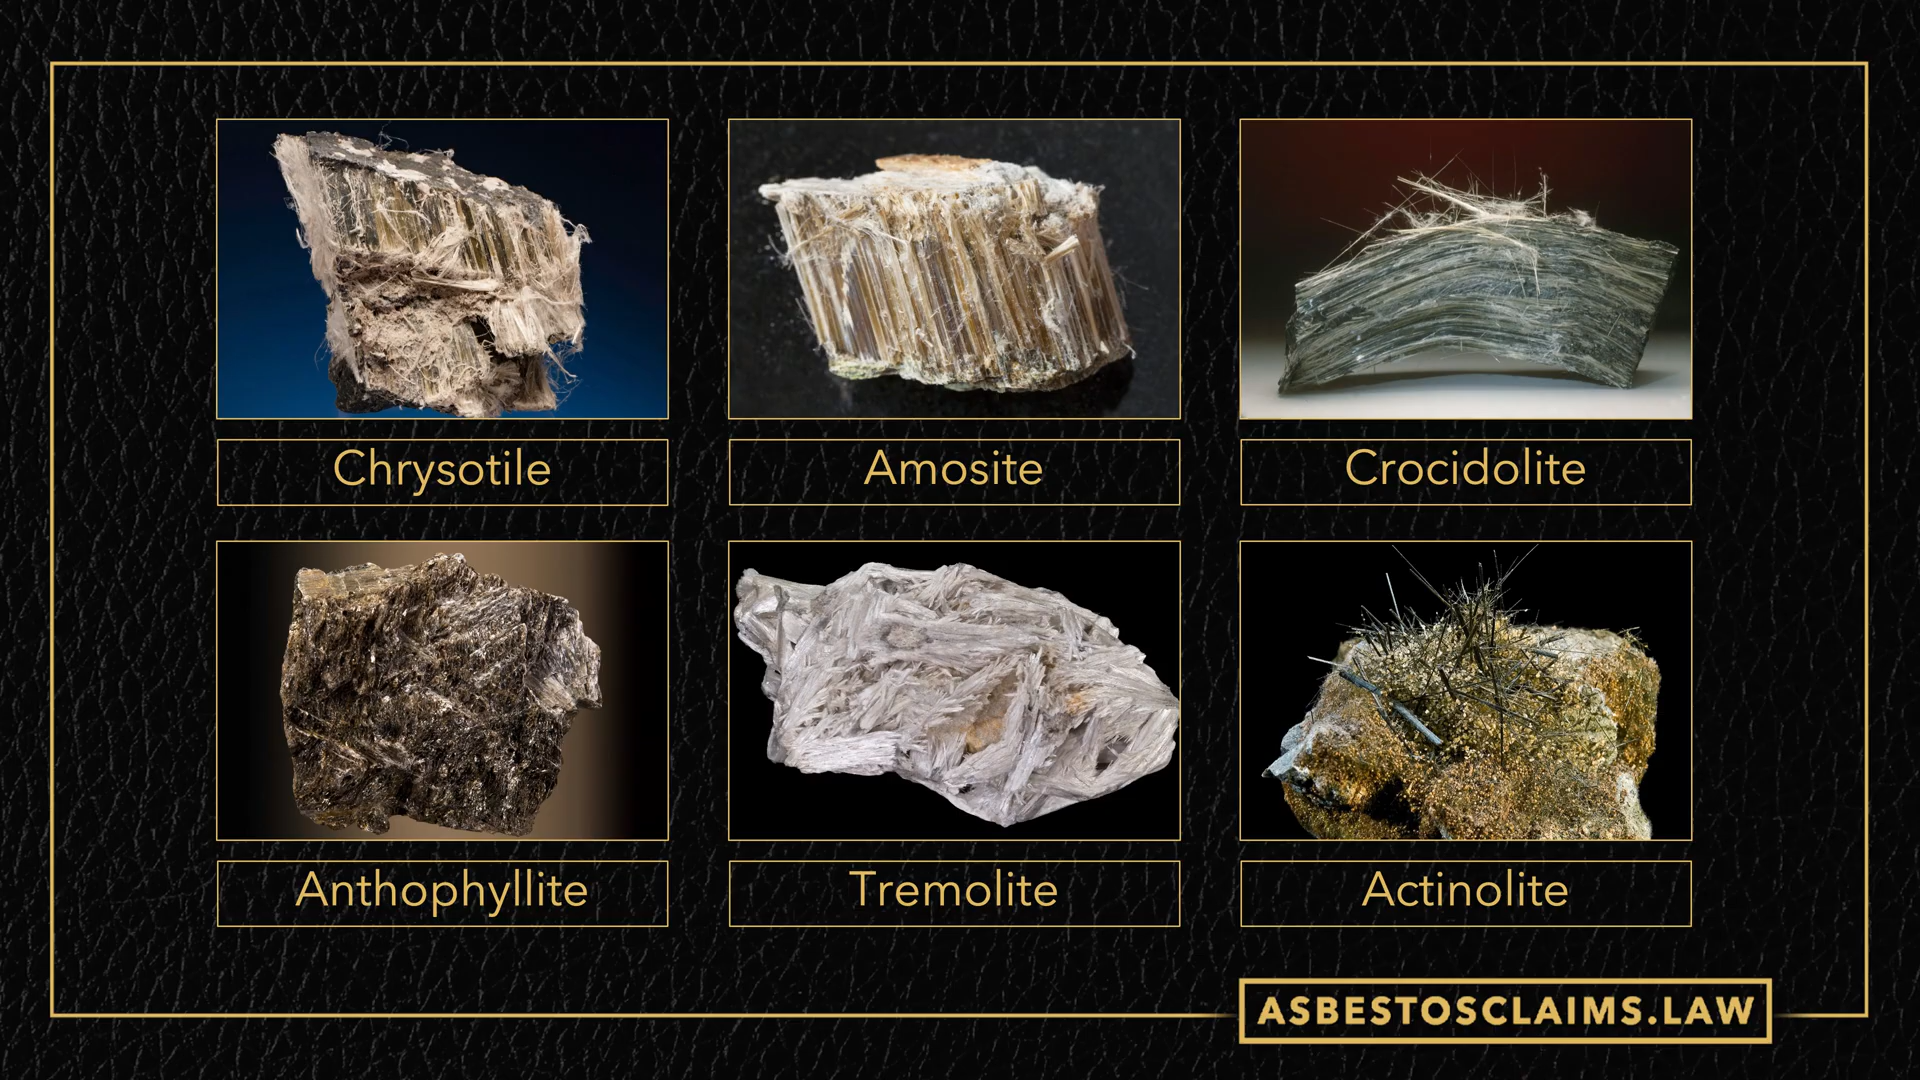 Chrysotile
Amosite
Crocidolite
Anthophyllite
Tremolite
Actinolite
ASBESTOSCLAIMS.LAW